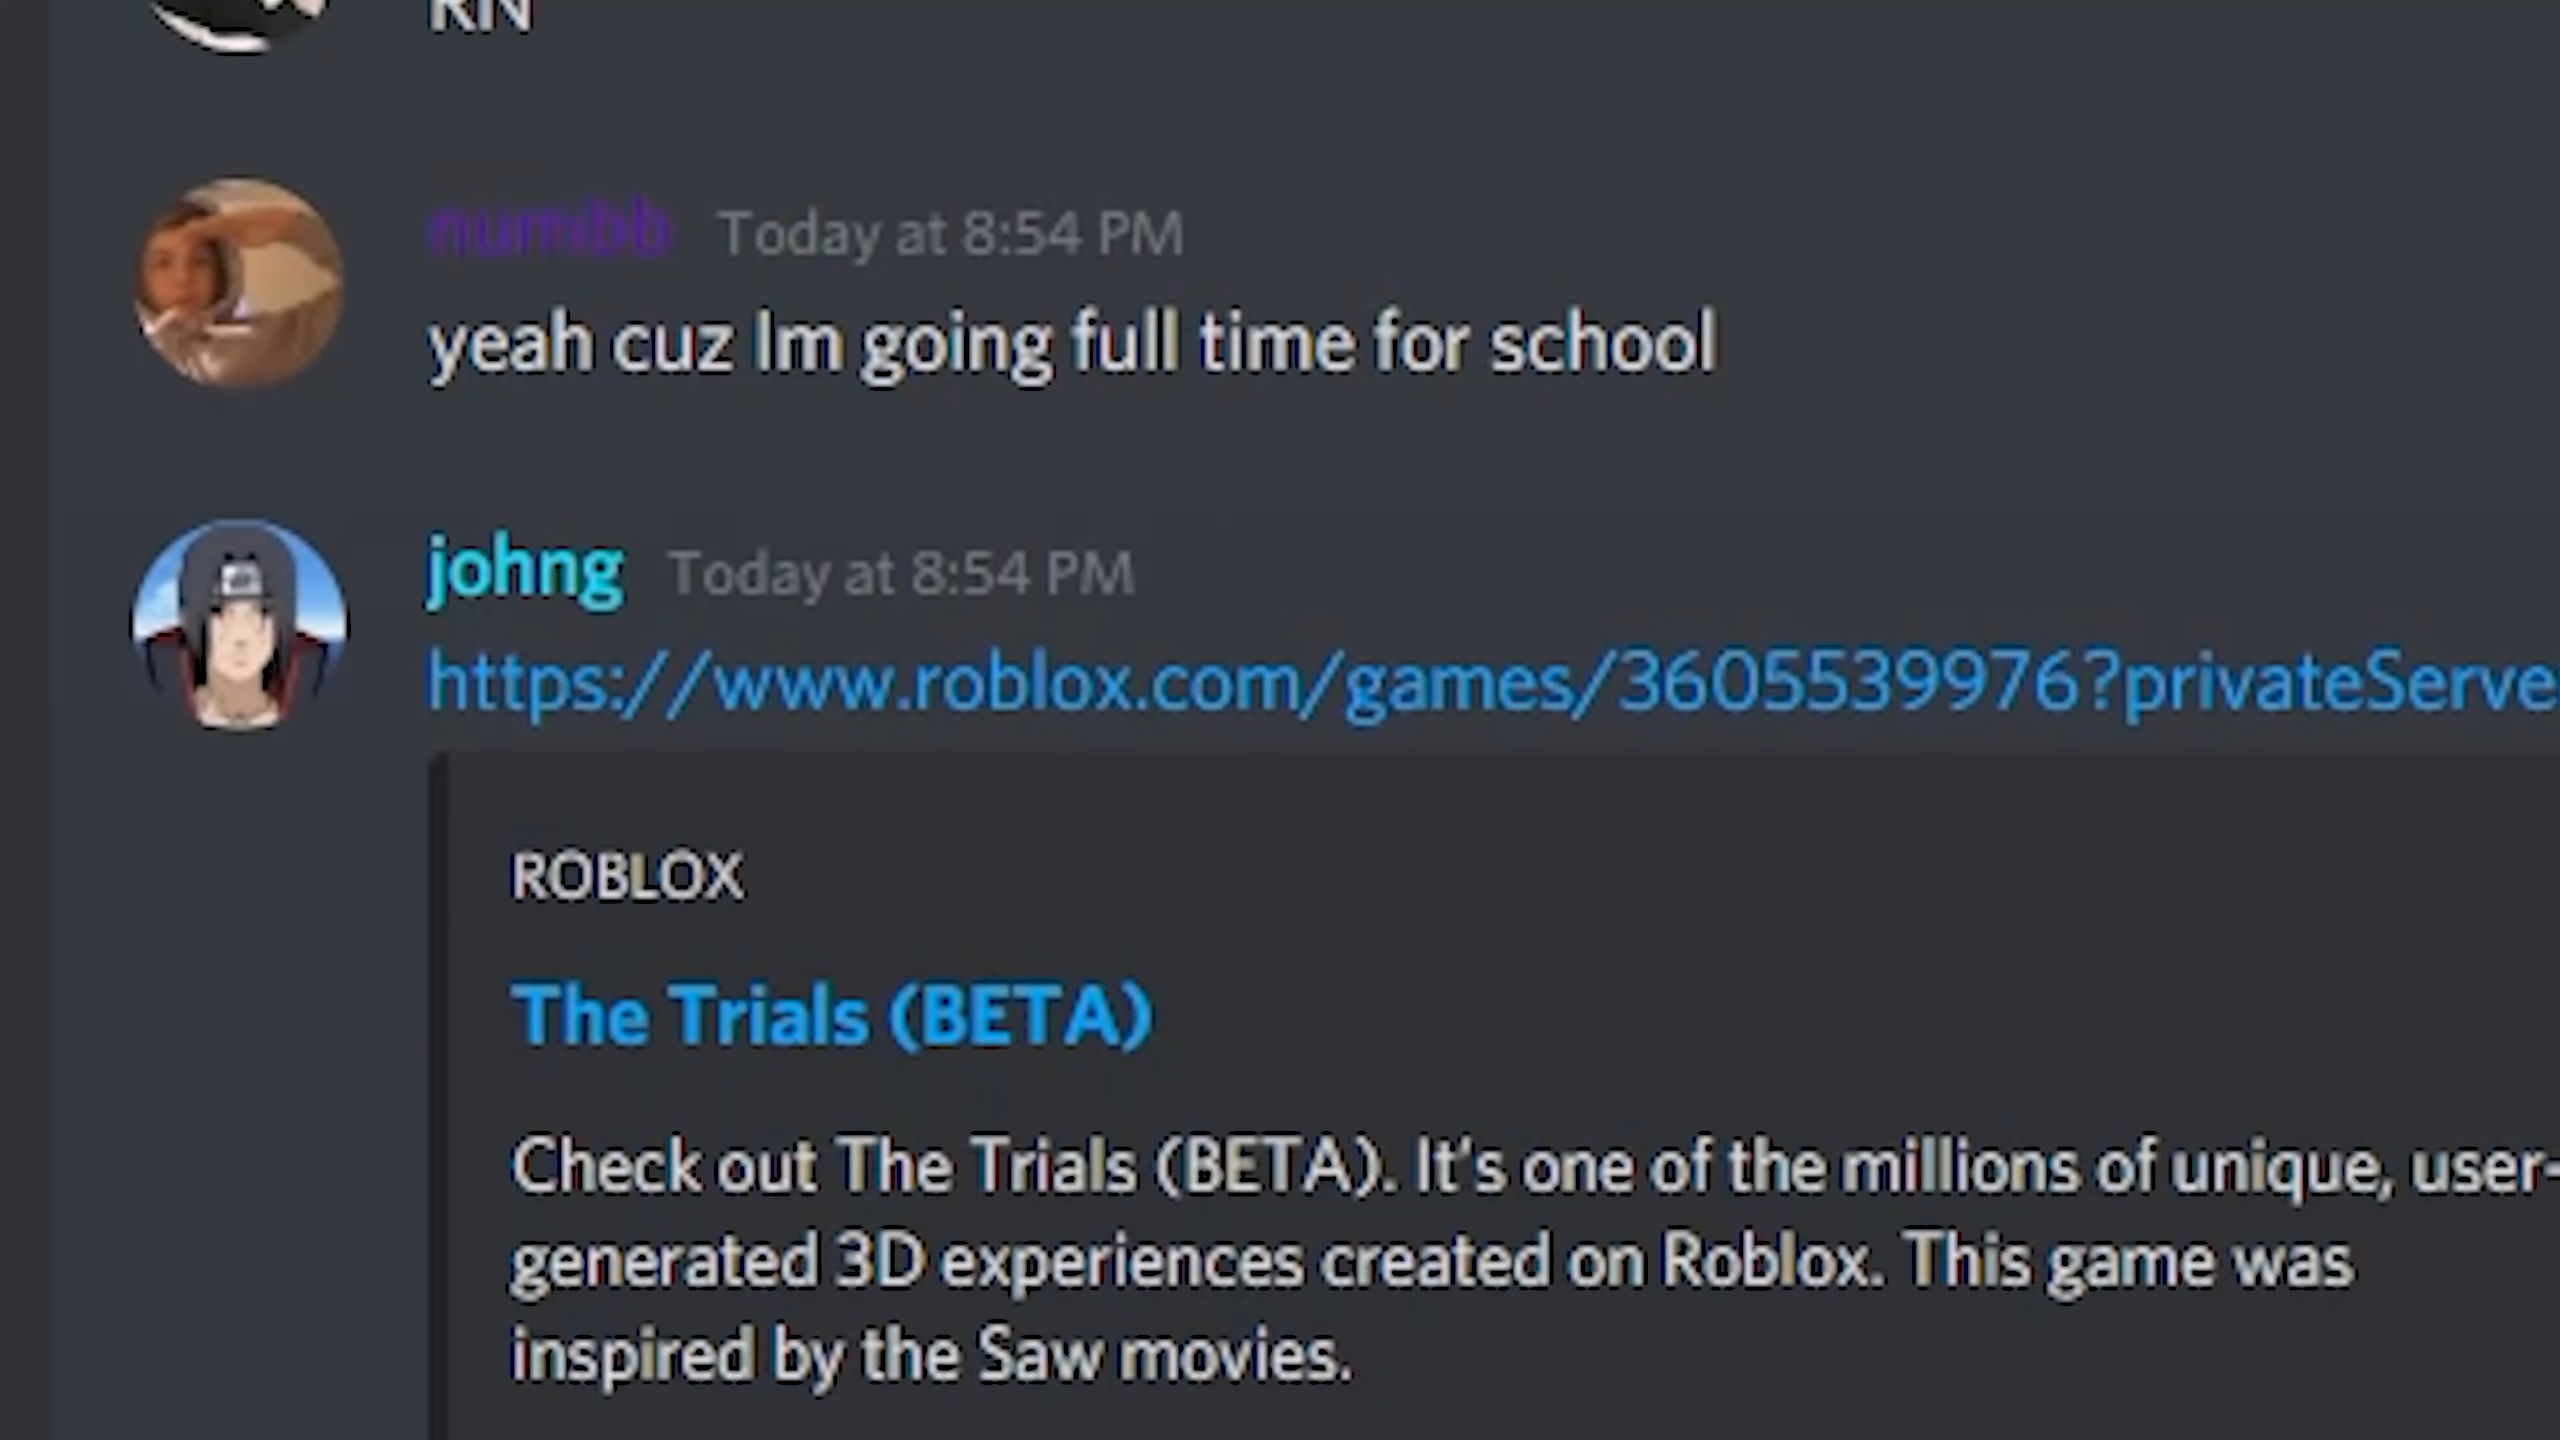 RN
numbb Today at 8:54 PM
yeah cuz Im going full time for school
johng Today at 8:54 PM
https://www.roblox.com/games/3605539976?privateServe
ROBLOX
The Trials (BETA)
Check out The Trials (BETA). It's one of the millions of unique, user-
generated 3D experiences created on Roblox. This game was
inspired by the Saw movies.